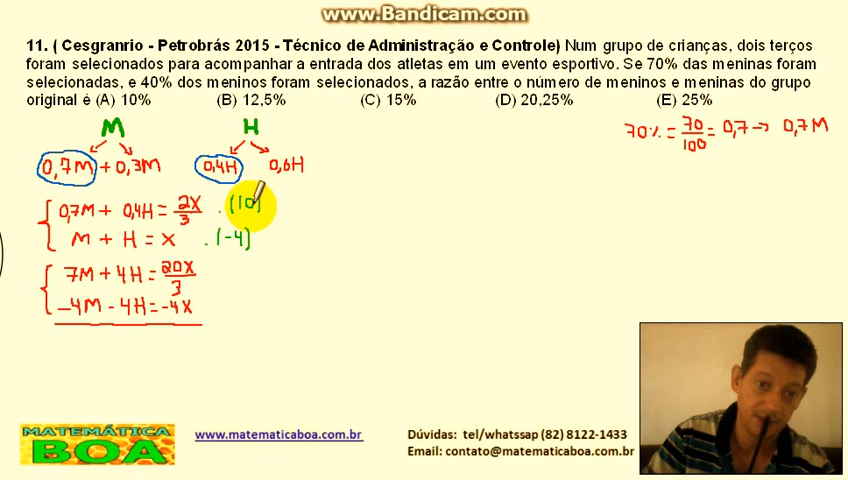 www.Bandicam.com
11. ( Cesgranrio - Petrobrás 2015 - Técnico de Administração e Controle) Num grupo de crianças, dois terços
foram selecionados para acompanhar a entrada dos atletas em um evento esportivo. Se 70% das meninas foram
selecionadas, e 40% dos meninos foram selecionados, a razão entre o número de meninos e meninas do grupo
original é (A) 10% (B) 12,5% (C) 15% (D) 20,25% (E) 25%
M H 70% = 70/100 = 0,7 → 0,7M
0,7M + 0,3M 0,4H 0,6H
0,7M + 0,4H = 2X/3 . (10)
M + H = X . (-4)
7M + 4H = 20X/3
-4M - 4H = -4X
MATEMÁTICA
BOA
www.matematicaboa.com.br
Dúvidas: tel/whatssap (82) 8122-1433
Email: contato@matematicaboa.com.br